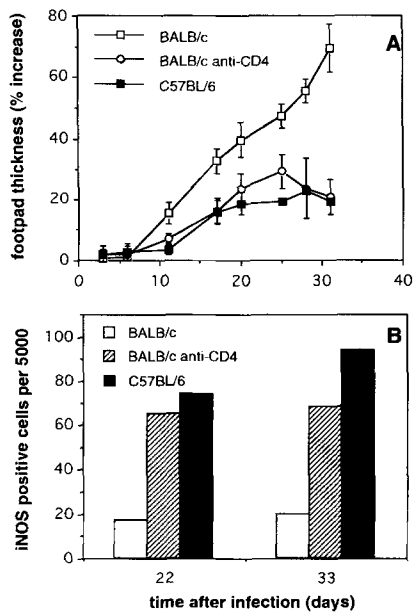 80
60
40
20
0
footpad thickness (% increase)
BALB/c
BALB/c anti-CD4
C57BL/6
A
0 10 20 30 40
100
80
60
40
20
0
iNOS positive cells per 5000
BALB/c
BALB/c anti-CD4
C57BL/6
B
22 33
time after infection (days)